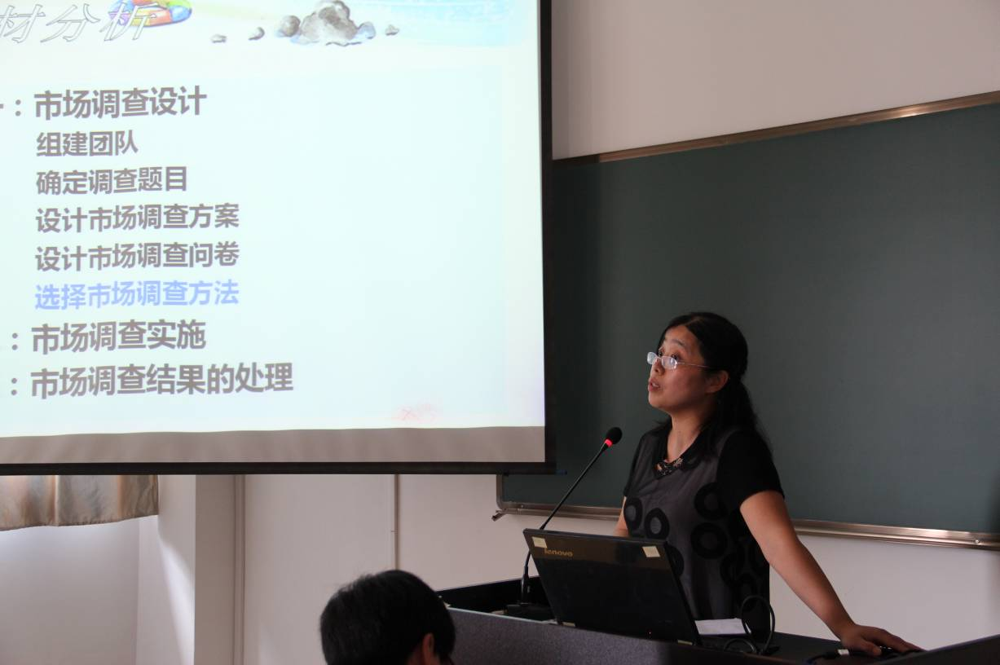 材分析
：市场调查设计
组建团队
确定调查题目
设计市场调查方案
设计市场调查问卷
选择市场调查方法
：市场调查实施
：市场调查结果的处理
lenovo